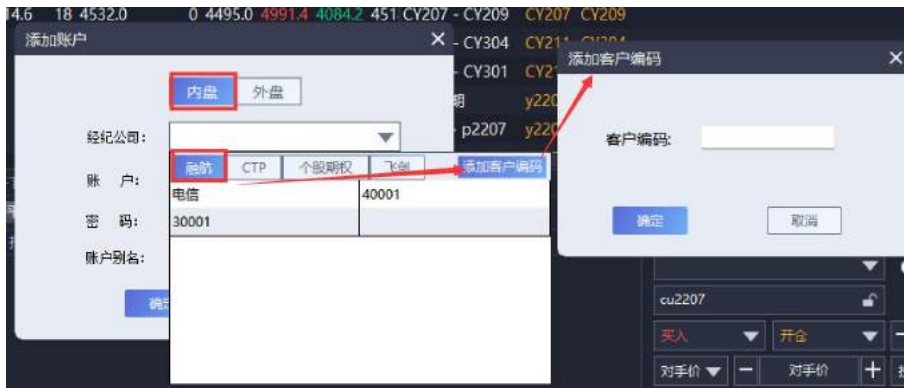 14.6 18 4532.0 0 4495.0 4991.4 4084.2 451 CY207 - CY209 CY207 CY209
添加账户
- CY304
添加客户编码
- CY301
内盘 外盘
p2207
经纪公司:
客户编码:
融航 CTP 个股期权 飞创 添加客户编码
账 户:
电信 40001
密 码:
30001
确定 取消
账户别名:
cu2207
买入 开仓
对手价 对手价